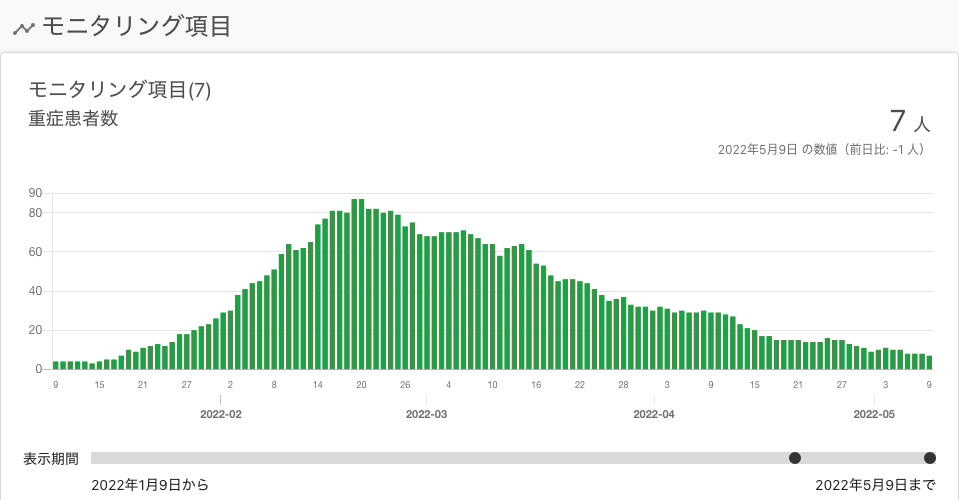 モニタリング項目
モニタリング項目(7)
重症患者数
7 人
2022年5月9日 の数値（前日比: -1 人）
90
80
60
40
20
0
9 15 21 27 2 8 14 20 26 4 10 16 22 28 3 9 15 21 27 3 9
2022-02 2022-03 2022-04 2022-05
表示期間
2022年1月9日から 2022年5月9日まで